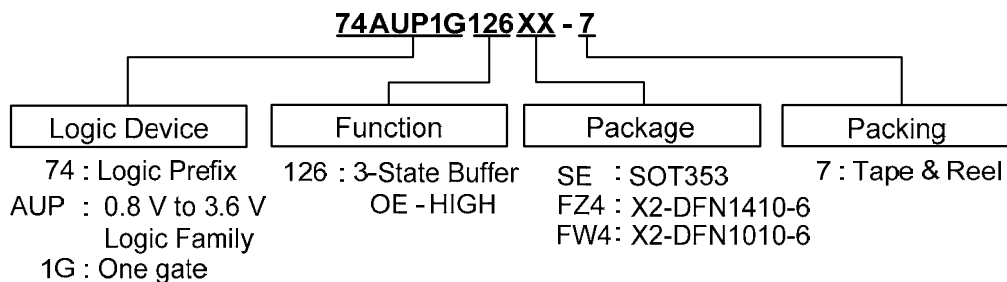 74AUP1G126XX - 7
Logic Device
74 : Logic Prefix
AUP : 0.8 V to 3.6 V
Logic Family
1G : One gate
Function
126 : 3-State Buffer
OE - HIGH
Package
SE : SOT353
FZ4 : X2-DFN1410-6
FW4 : X2-DFN1010-6
Packing
7 : Tape & Reel